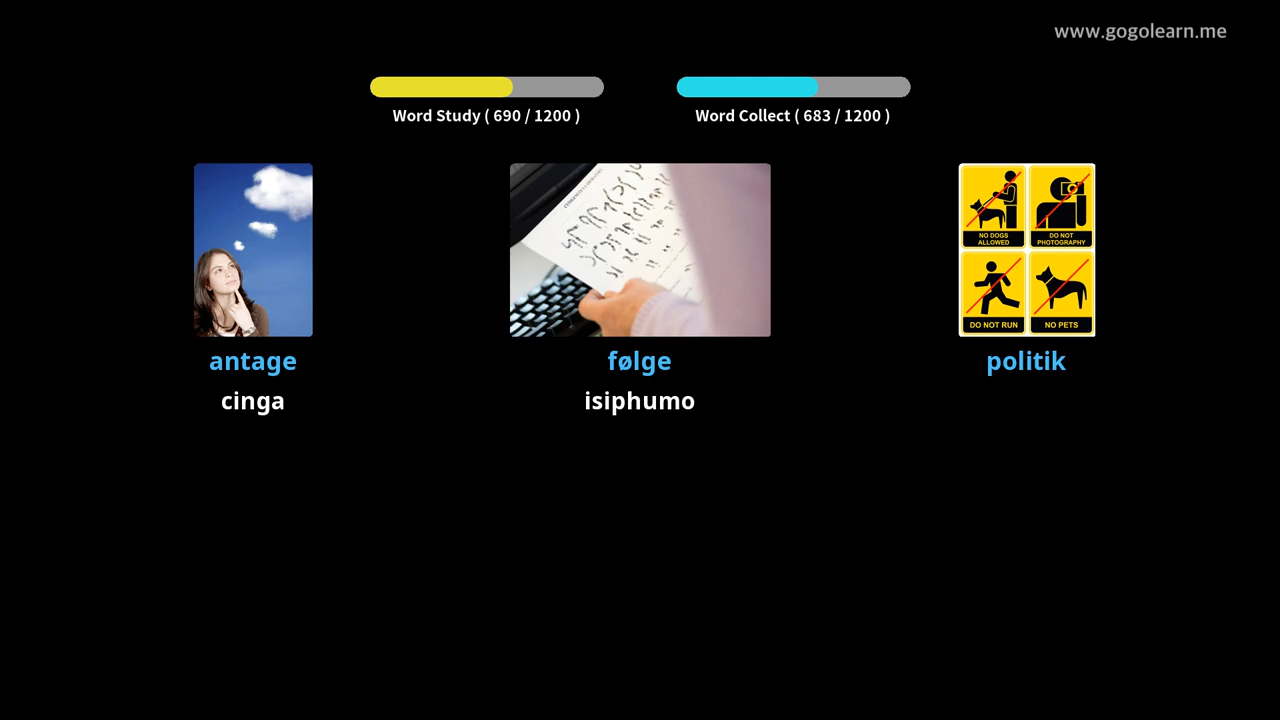 www.gogolearn.me
Word Study ( 690 / 1200 )
Word Collect ( 683 / 1200 )
NO DOGS
ALLOWED
DO NOT
PHOTOGRAPHY
DO NOT RUN
NO PETS
antage
følge
politik
cinga
isiphumo